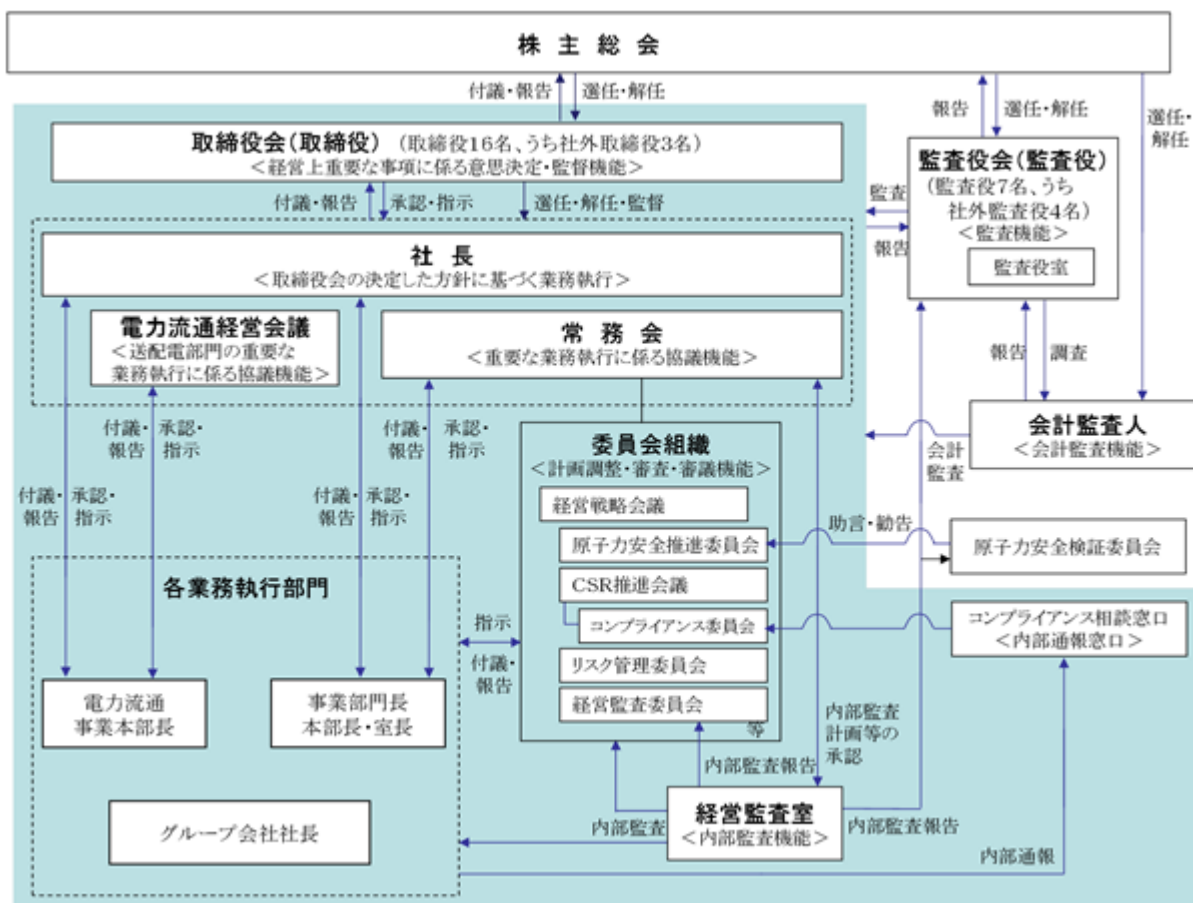 株主総会
付議・報告
選任・解任
報告
選任・解任
選任・
解任
取締役会(取締役) (取締役16名、うち社外取締役3名)
<経営上重要な事項に係る意思決定・監督機能>
監査役会(監査役)
(監査役7名、うち
社外監査役4名)
<監査機能>
監査役室
監査
報告
付議・報告
承認・指示
選任・解任・監督
社長
<取締役会の決定した方針に基づく業務執行>
電力流通経営会議
<送配電部門の重要な
業務執行に係る協議機能>
常務会
<重要な業務執行に係る協議機能>
報告
調査
会計監査人
<会計監査機能>
会計
監査
付議・
報告
承認・
指示
付議・
報告
承認・
指示
付議・
報告
承認・
指示
委員会組織
<計画調整・審査・審議機能>
経営戦略会議
原子力安全推進委員会
CSR推進会議
コンプライアンス委員会
リスク管理委員会
経営監査委員会
等
助言・勧告
原子力安全検証委員会
コンプライアンス相談窓口
<内部通報窓口>
各業務執行部門
指示
付議・
報告
電力流通
事業本部長
事業部門長
本部長・室長
グループ会社社長
内部監査
計画等の
承認
内部監査報告
経営監査室
<内部監査機能>
内部監査
内部監査報告
内部通報